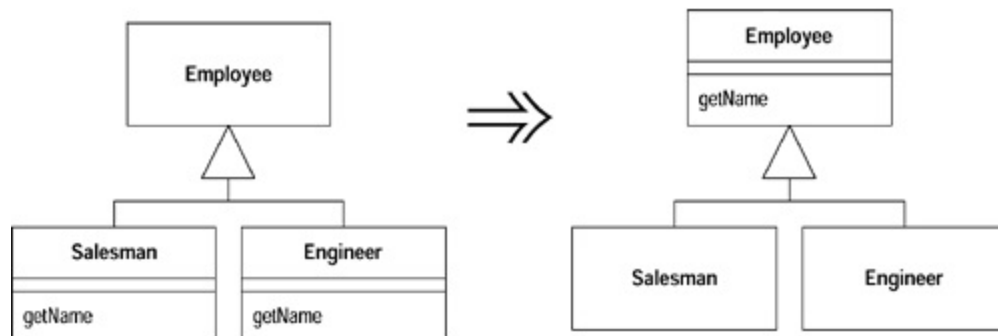 Employee
Salesman
getName
Engineer
getName
Employee
getName
Salesman
Engineer